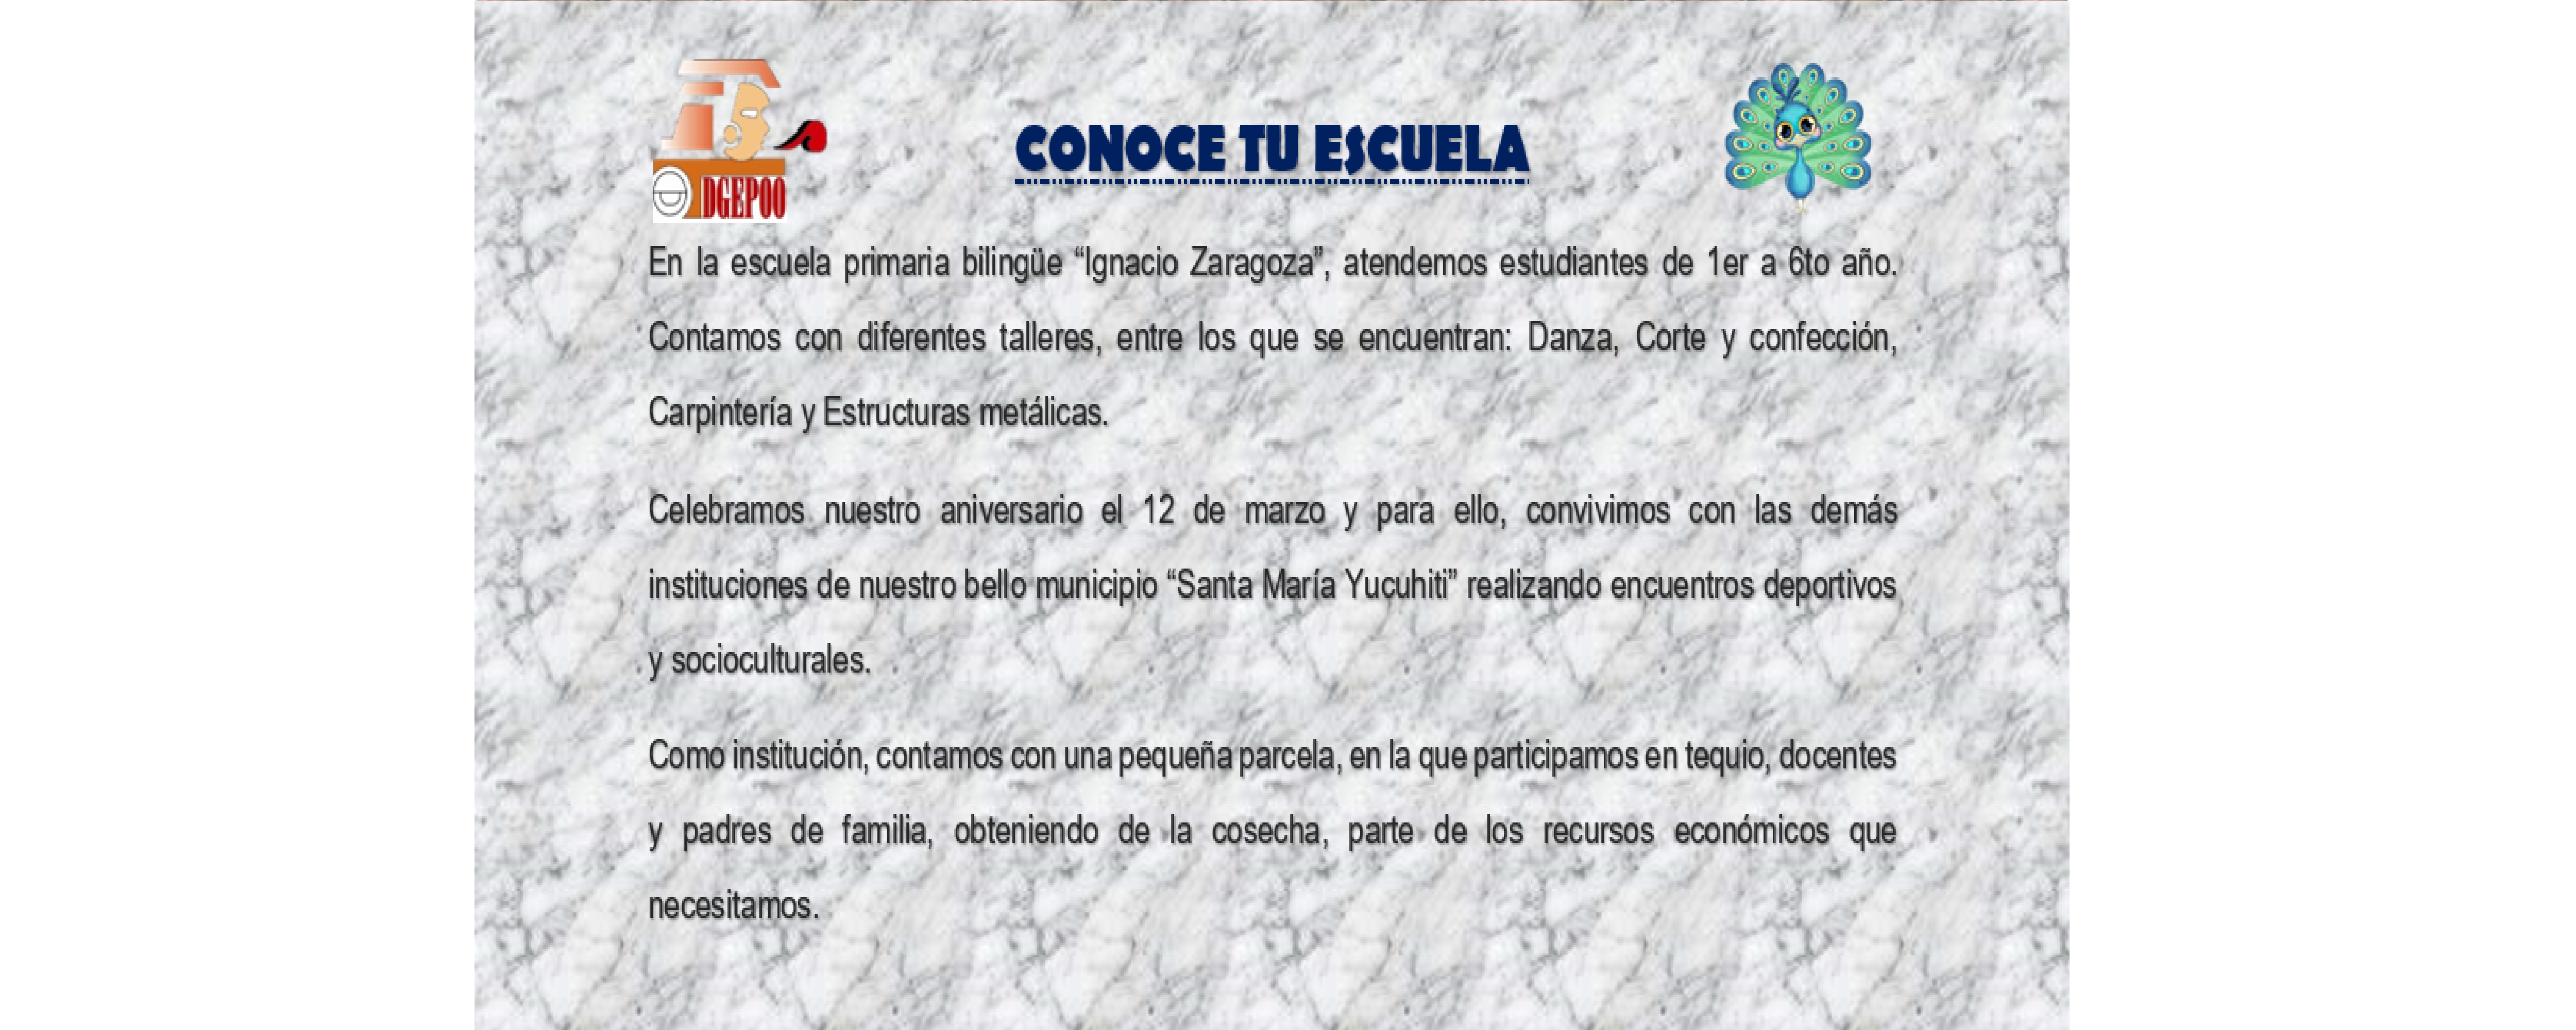 DGEPOO
CONOCE TU ESCUELA
En la escuela primaria bilingüe “Ignacio Zaragoza”, atendemos estudiantes de 1er a 6to año.
Contamos con diferentes talleres, entre los que se encuentran: Danza, Corte y confección,
Carpintería y Estructuras metálicas.
Celebramos nuestro aniversario el 12 de marzo y para ello, convivimos con las demás
instituciones de nuestro bello municipio “Santa María Yucuhiti” realizando encuentros deportivos
y socioculturales.
Como institución, contamos con una pequeña parcela, en la que participamos en tequio, docentes
y padres de familia, obteniendo de la cosecha, parte de los recursos económicos que
necesitamos.